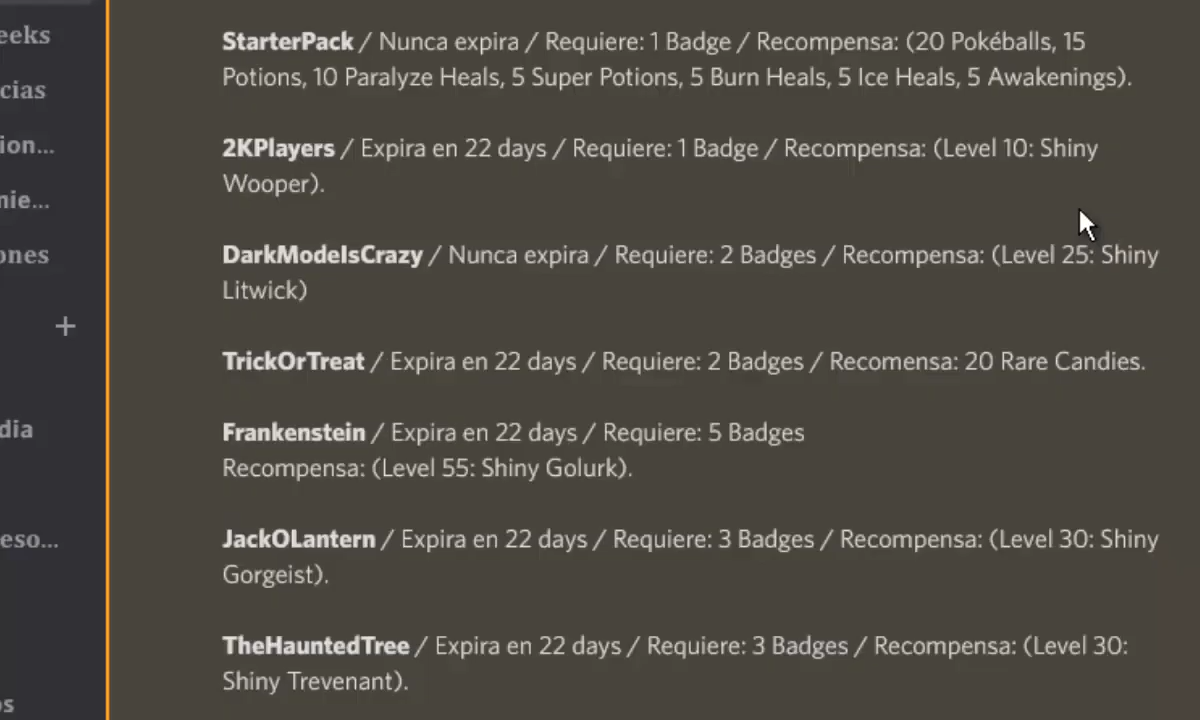 eeks
cias
ion...
nie...
ones
+
dia
eso...
os
StarterPack / Nunca expira / Requiere: 1 Badge / Recompensa: (20 Pokéballs, 15
Potions, 10 Paralyze Heals, 5 Super Potions, 5 Burn Heals, 5 Ice Heals, 5 Awakenings).
2KPlayers / Expira en 22 days / Requiere: 1 Badge / Recompensa: (Level 10: Shiny
Wooper).
DarkModeIsCrazy / Nunca expira / Requiere: 2 Badges / Recompensa: (Level 25: Shiny
Litwick)
TrickOrTreat / Expira en 22 days / Requiere: 2 Badges / Recomensa: 20 Rare Candies.
Frankenstein / Expira en 22 days / Requiere: 5 Badges
Recompensa: (Level 55: Shiny Golurk).
JackOLantern / Expira en 22 days / Requiere: 3 Badges / Recompensa: (Level 30: Shiny
Gorgeist).
TheHauntedTree / Expira en 22 days / Requiere: 3 Badges / Recompensa: (Level 30:
Shiny Trevenant).